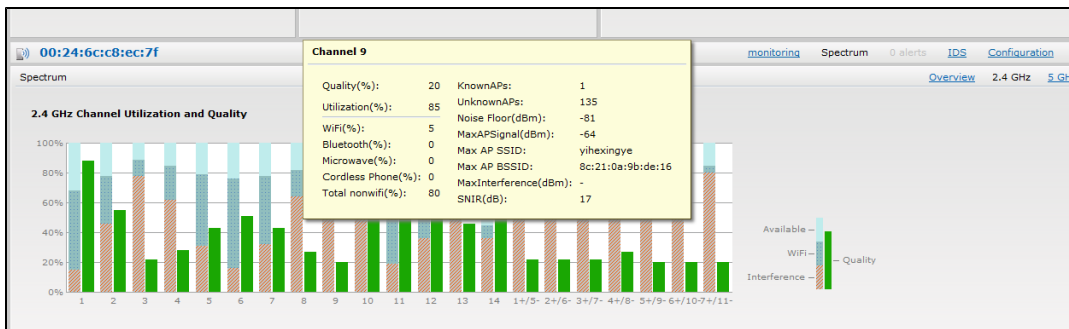 00:24:6c:c8:ec:7f
monitoring Spectrum 0 alerts IDS Configuration
Spectrum
Overview 2.4 GHz
2.4 GHz Channel Utilization and Quality
Channel 9
Quality(%): 20
Utilization(%): 85
WiFi(%): 5
Bluetooth(%): 0
Microwave(%): 0
Cordless Phone(%): 0
Total nonwifi(%): 80
KnownAPs: 1
UnknownAPs: 135
Noise Floor(dBm): -81
MaxAPSignal(dBm): -64
Max AP SSID: yihexingye
Max AP BSSID: 8c:21:0a:9b:de:16
MaxInterference(dBm): -
SNIR(dB): 17
100%
80%
60%
40%
20%
0%
1 2 3 4 5 6 7 8 9 10 11 12 13 14 1+/5- 2+/6- 3+/7- 4+/8- 5+/9- 6+/10- 7+/11-
Available
WiFi
Interference
Quality